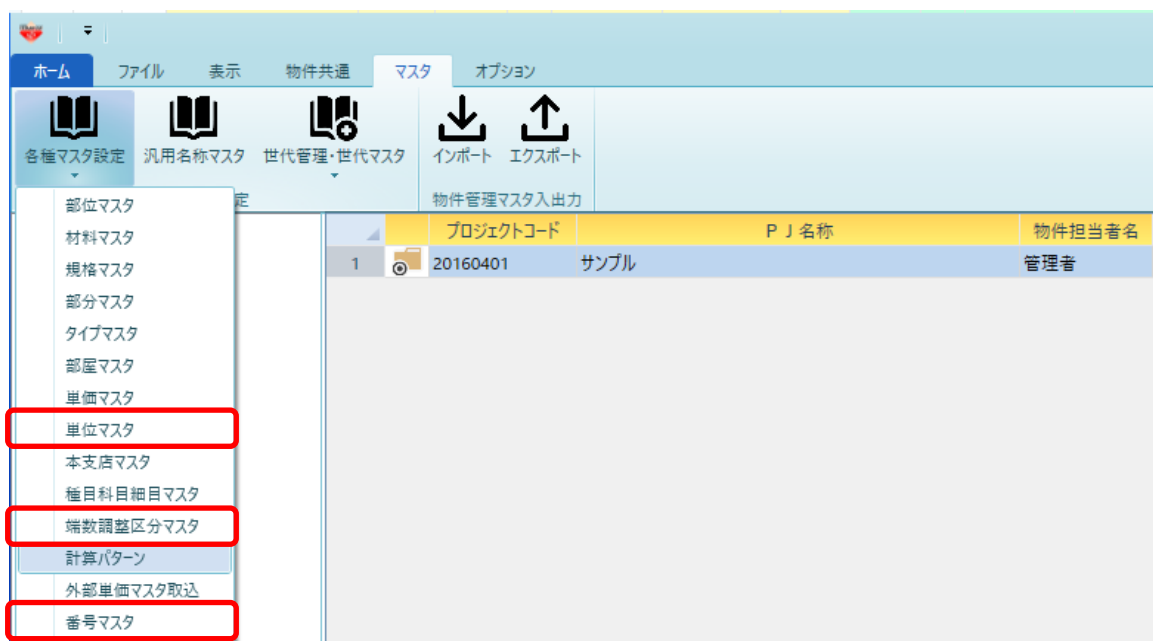 ホーム ファイル 表示 物件共通 マスタ オプション
各種マスタ設定 汎用名称マスタ 世代管理・世代マスタ インポート エクスポート
定 物件管理マスタ入出力
部位マスタ
材料マスタ
規格マスタ
部分マスタ
タイプマスタ
部屋マスタ
単価マスタ
単位マスタ
本支店マスタ
種目科目細目マスタ
端数調整区分マスタ
計算パターン
外部単価マスタ取込
番号マスタ
プロジェクトコード ＰＪ名称 物件担当者名
1 20160401 サンプル 管理者